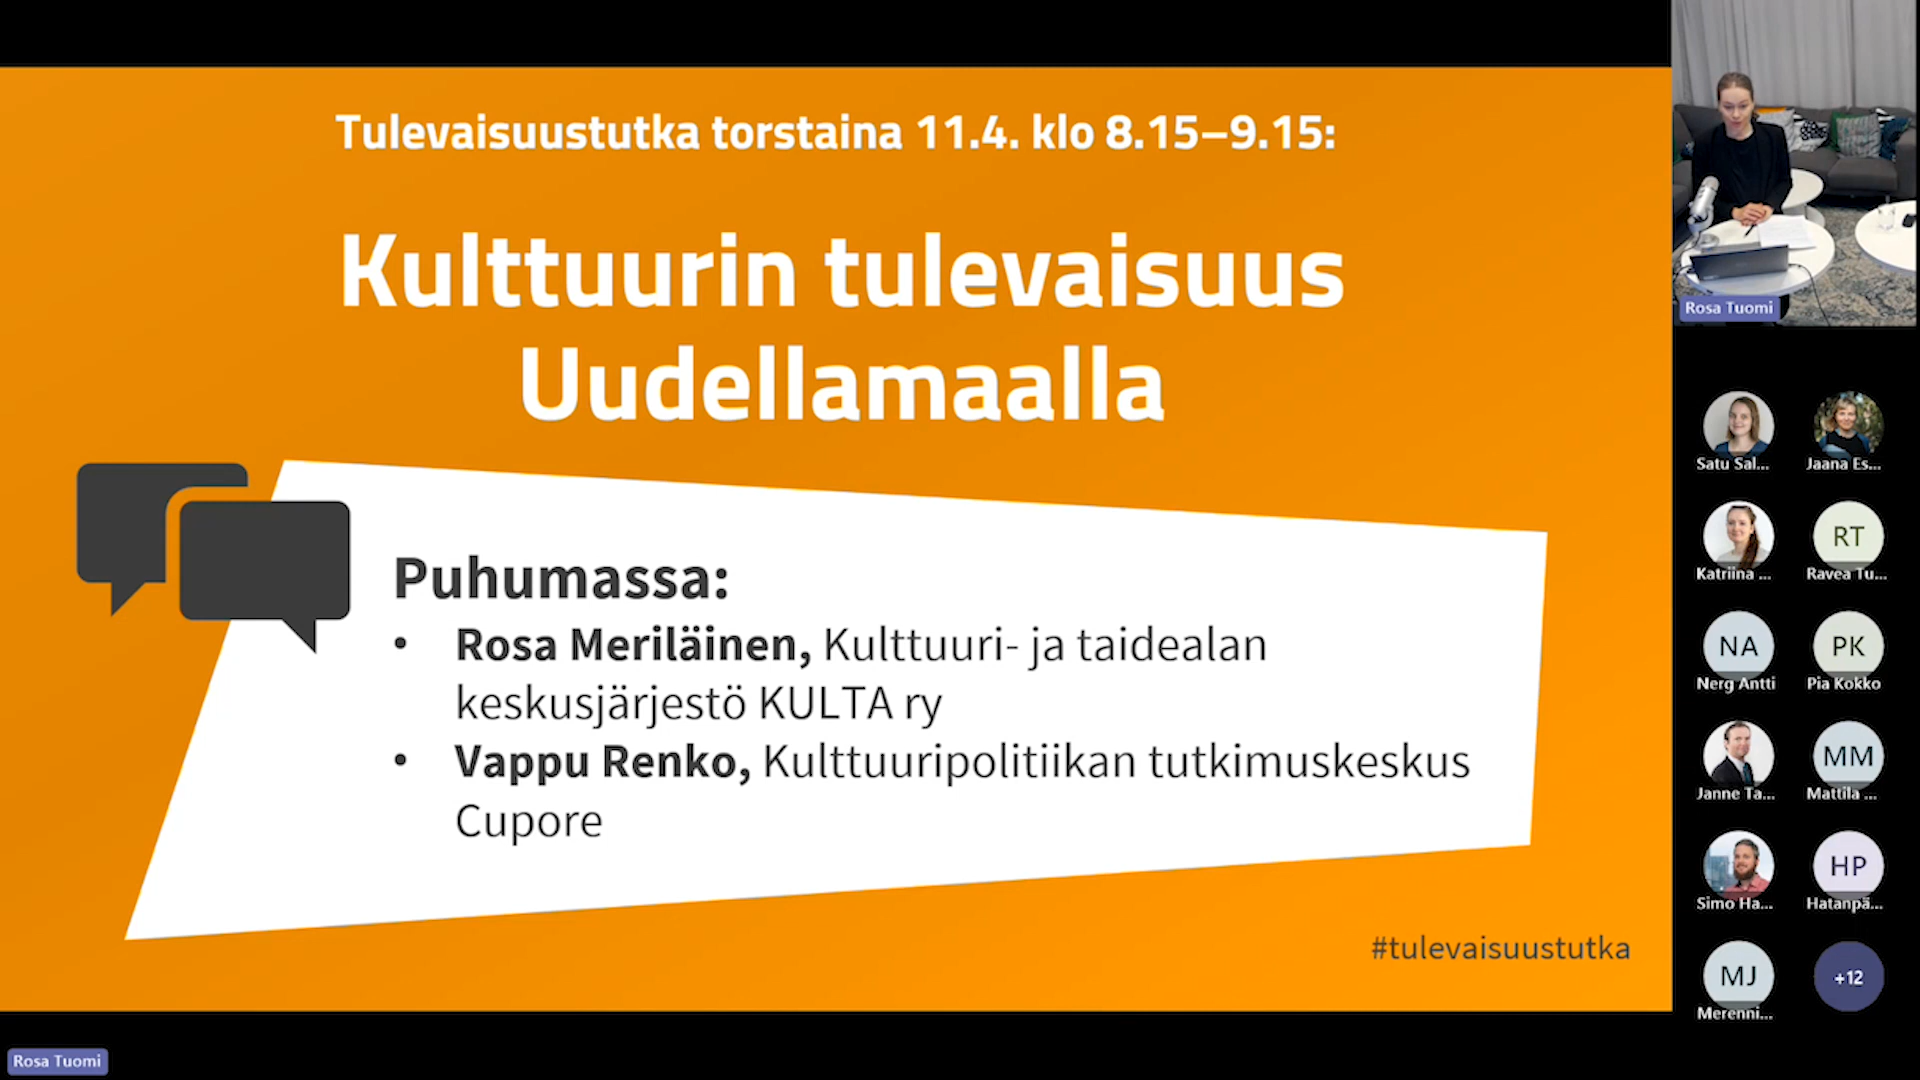 Tulevaisuustutka torstaina 11.4. klo 8.15–9.15:
Kulttuurin tulevaisuus
Uudellamaalla
Puhumassa:
• Rosa Meriläinen, Kulttuuri- ja taidealan
keskusjärjestö KULTA ry
• Vappu Renko, Kulttuuripolitiikan tutkimuskeskus
Cupore
#tulevaisuustutka
Rosa Tuomi
Rosa Tuomi
Satu Sal...
Jaana Es...
Katriina ...
RT
Ravea Tu...
NA
Nerg Antti
PK
Pia Kokko
Janne Ta...
MM
Mattila ...
Simo Ha...
HP
Hatanpä...
MJ
Merenni...
+12